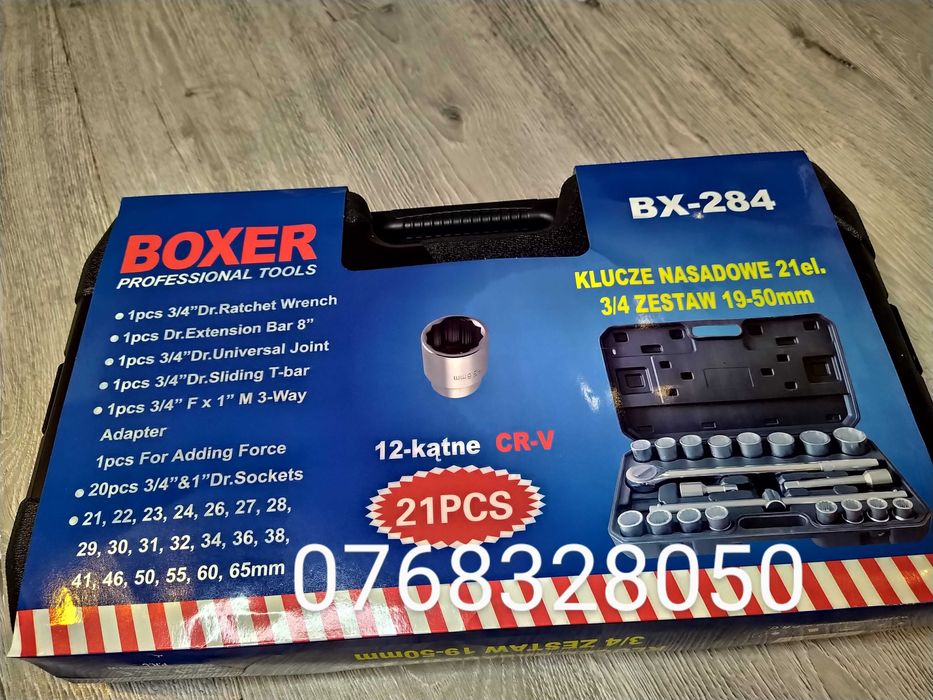 BOXER
PROFESSIONAL TOOLS
• 1pcs 3/4”Dr.Ratchet Wrench
• 1pcs Dr.Extension Bar 8”
• 1pcs 3/4”Dr.Universal Joint
• 1pcs 3/4”Dr.Sliding T-bar
• 1pcs 3/4” F x 1” M 3-Way
Adapter
1pcs For Adding Force
• 20pcs 3/4”&1”Dr.Sockets
• 21, 22, 23, 24, 26, 27, 28,
29, 30, 31, 32, 34, 36, 38,
41, 46, 50, 55, 60, 65mm
12-kątne CR-V
21PCS
BX-284
KLUCZE NASADOWE 21el.
3/4 ZESTAW 19-50mm
0768328050
3/4 ZESTAW 19-50mm